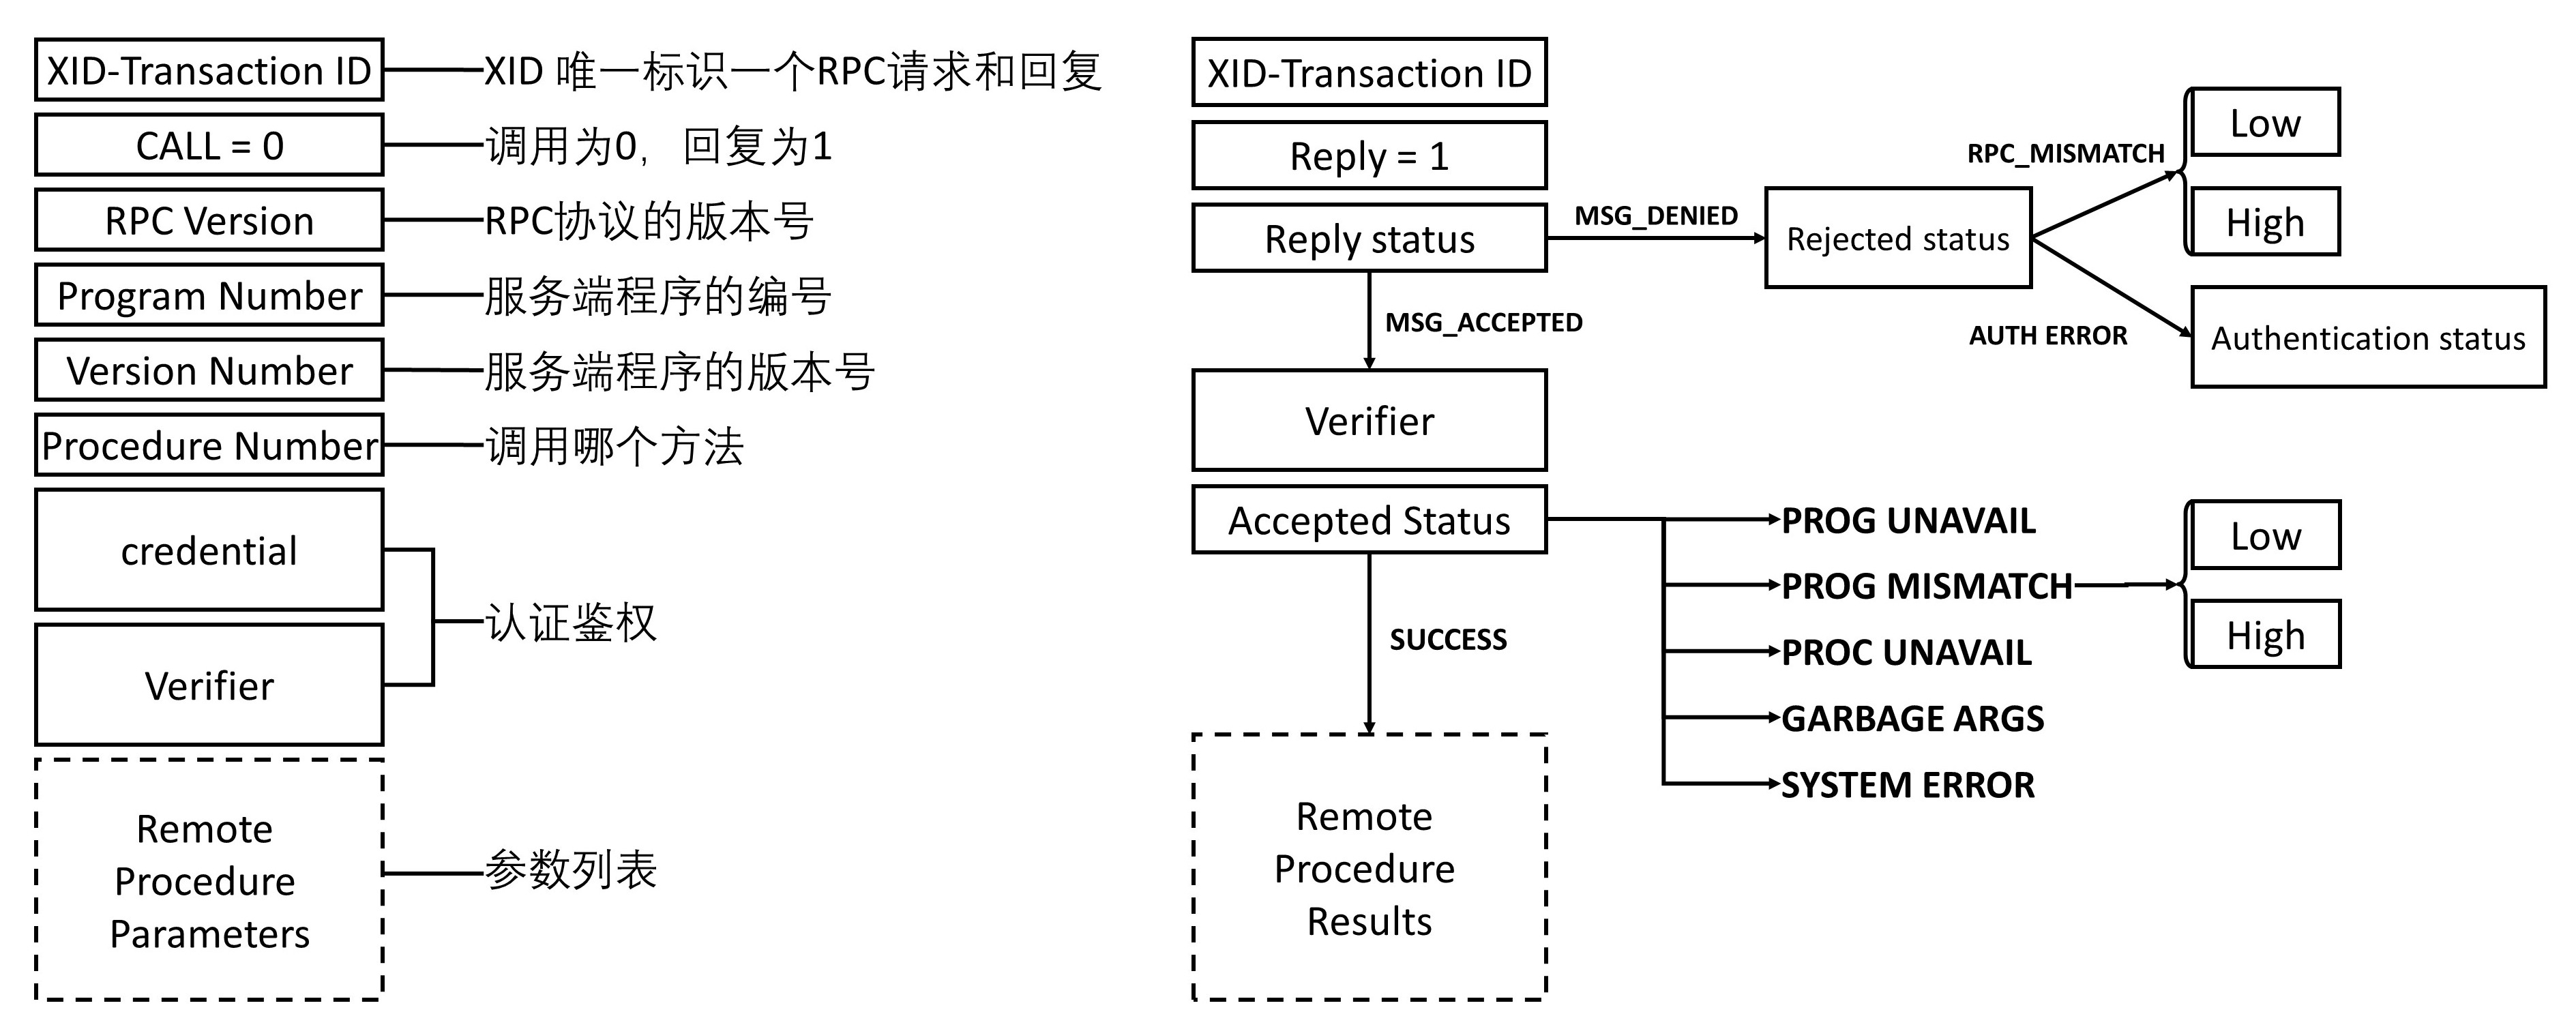 XID-Transaction ID
XID 唯一标识一个RPC请求和回复
CALL = 0
调用为0，回复为1
RPC Version
RPC协议的版本号
Program Number
服务端程序的编号
Version Number
服务端程序的版本号
Procedure Number
调用哪个方法
credential
Verifier
认证鉴权
Remote
Procedure
Parameters
参数列表
XID-Transaction ID
Reply = 1
Reply status
MSG_DENIED
Rejected status
RPC_MISMATCH
Low
High
AUTH ERROR
Authentication status
MSG_ACCEPTED
Verifier
Accepted Status
PROG UNAVAIL
PROG MISMATCH
Low
High
PROC UNAVAIL
GARBAGE ARGS
SYSTEM ERROR
SUCCESS
Remote
Procedure
Results